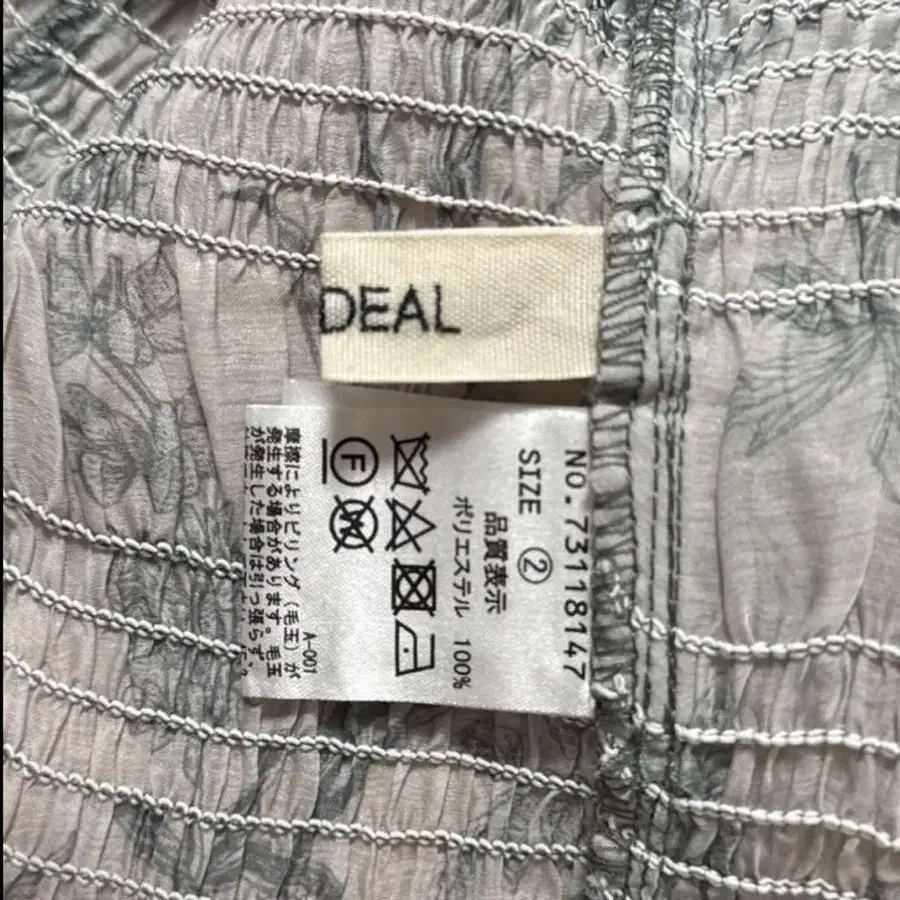 DEAL
NO.73118147
SIZE ②
品質表示
ポリエステル 100%
F
W
A-001
摩擦によりピリング（毛玉）が
発生する場合があります。毛玉
が発生した場合は引っ張らず、